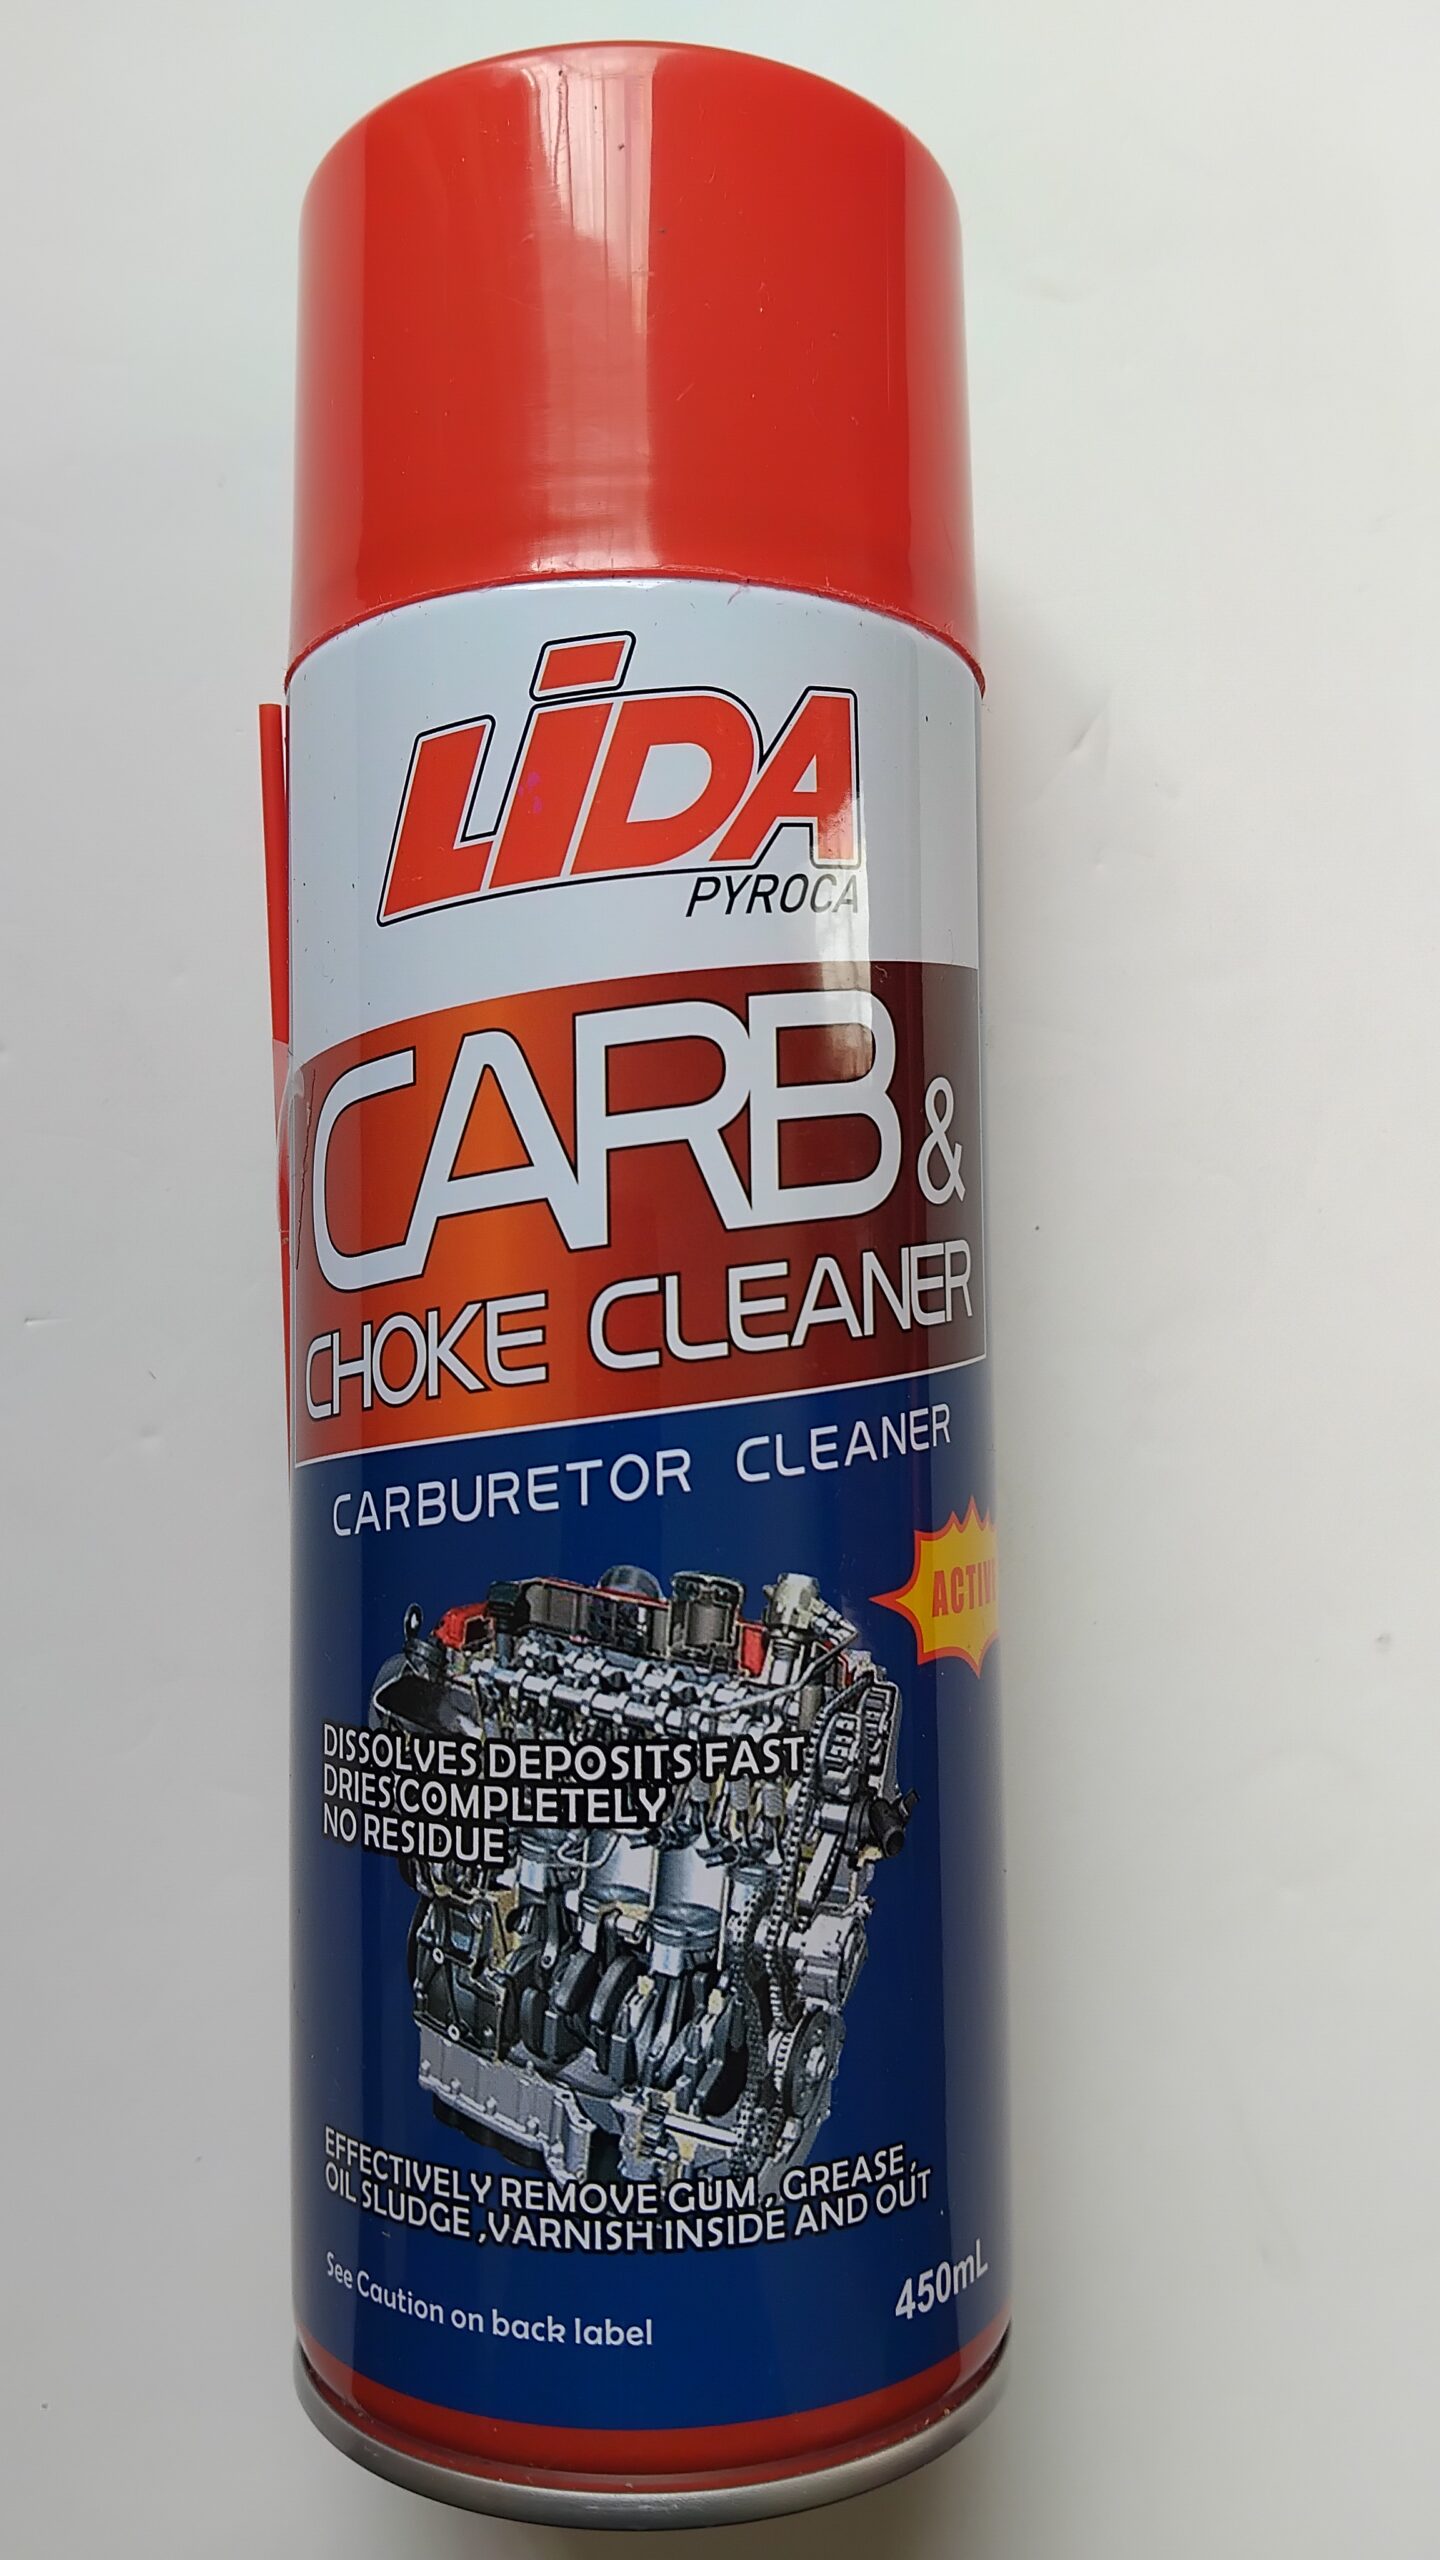 LiDA
PYROCA
CARB &
CHOKE CLEANER
CARBURETOR CLEANER
DISSOLVES DEPOSITS FAST
DRIES COMPLETELY
NO RESIDUE
EFFECTIVELY REMOVE GUM, GREASE,
OIL SLUDGE ,VARNISH INSIDE AND OUT
See Caution on back label
450mL